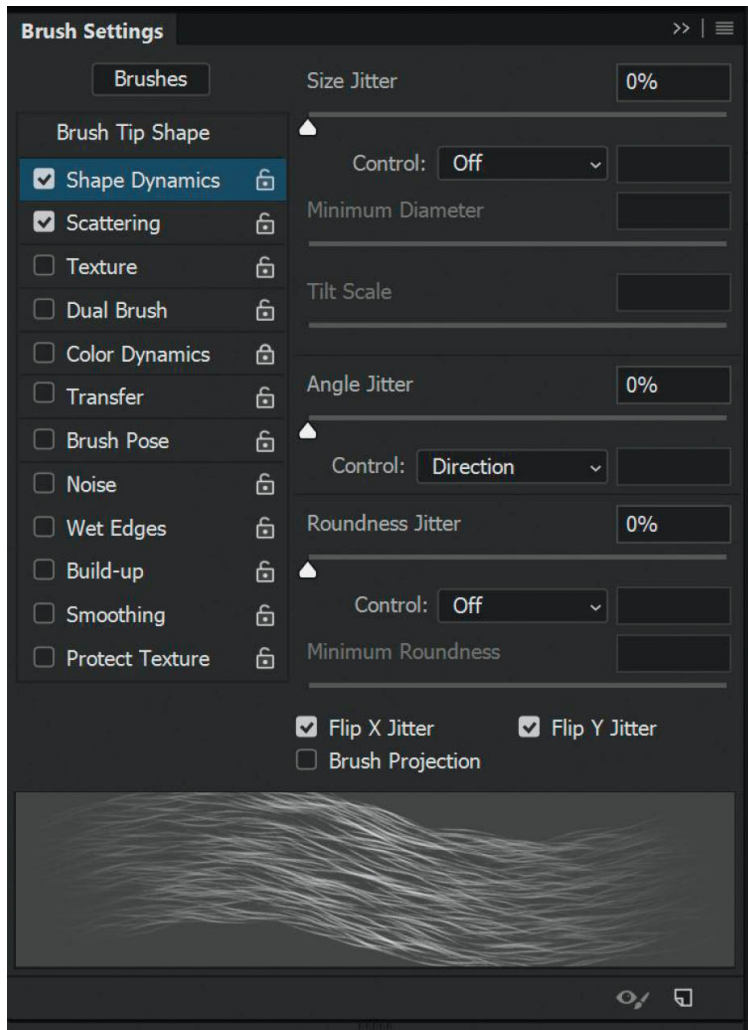 Brush Settings
Brushes
Brush Tip Shape
Shape Dynamics
Scattering
Texture
Dual Brush
Color Dynamics
Transfer
Brush Pose
Noise
Wet Edges
Build-up
Smoothing
Protect Texture
Size Jitter 0%
Control: Off
Minimum Diameter
Tilt Scale
Angle Jitter 0%
Control: Direction
Roundness Jitter 0%
Control: Off
Minimum Roundness
Flip X Jitter Flip Y Jitter
Brush Projection